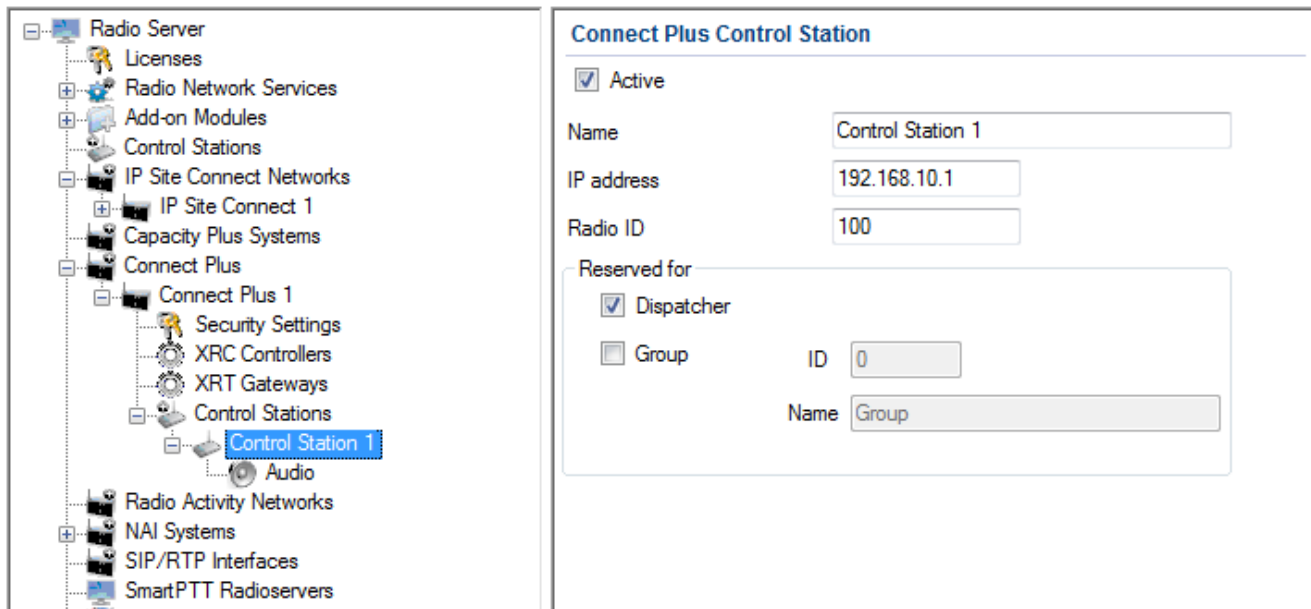 Radio Server
Licenses
Radio Network Services
Add-on Modules
Control Stations
IP Site Connect Networks
IP Site Connect 1
Capacity Plus Systems
Connect Plus
Connect Plus 1
Security Settings
XRC Controllers
XRT Gateways
Control Stations
Control Station 1
Audio
Radio Activity Networks
NAI Systems
SIP/RTP Interfaces
SmartPTT Radioservers
Connect Plus Control Station
Active
Name Control Station 1
IP address 192.168.10.1
Radio ID 100
Reserved for
Dispatcher
Group ID 0
Name Group